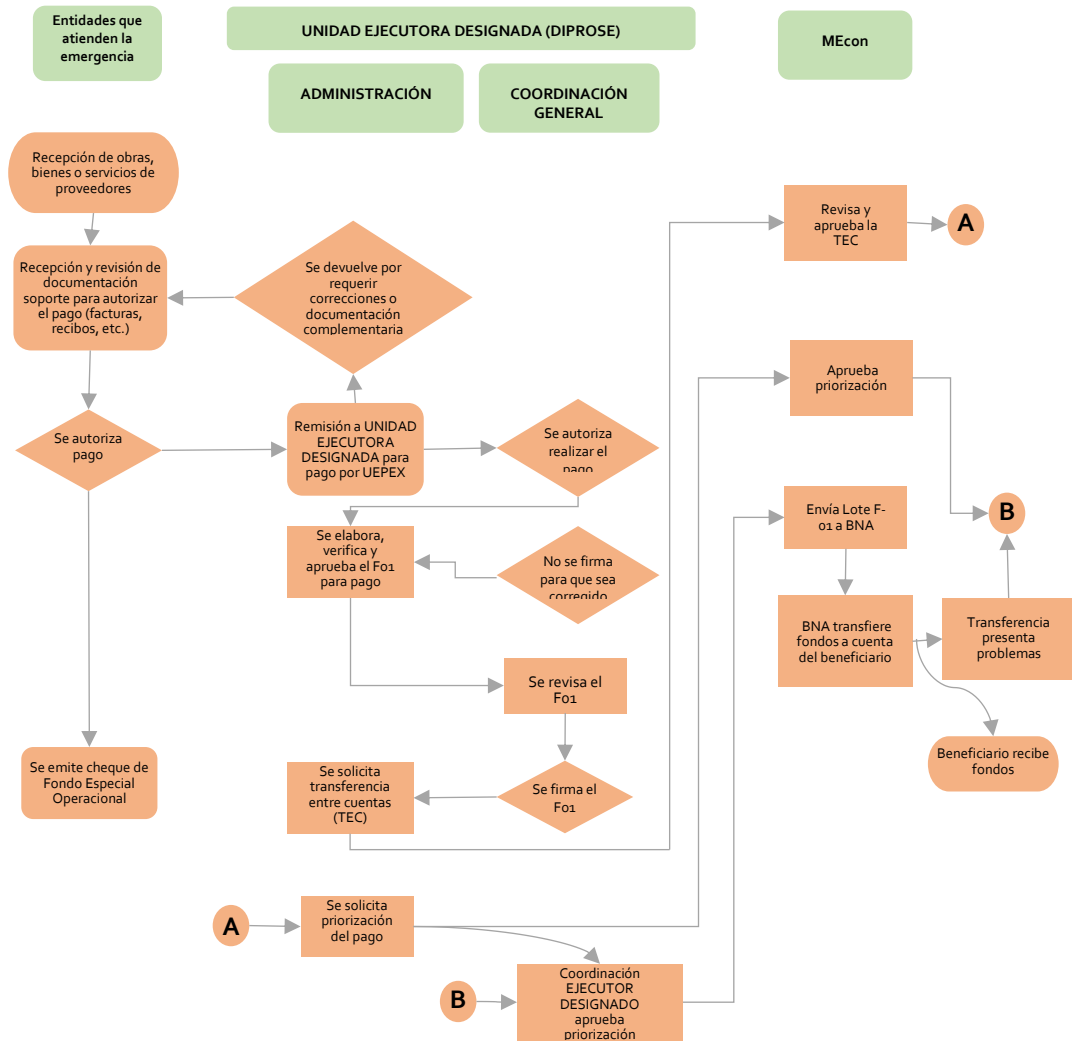 Entidades que
atienden la
emergencia
UNIDAD EJECUTORA DESIGNADA (DIPROSE)
MEcon
ADMINISTRACIÓN
COORDINACIÓN
GENERAL
Recepción de obras,
bienes o servicios de
proveedores
Recepción y revisión de
documentación
soporte para autorizar
el pago (facturas,
recibos, etc.)
Se autoriza
pago
Se emite cheque de
Fondo Especial
Operacional
Se devuelve por
requerir
correcciones o
documentación
complementaria
Remisión a UNIDAD
EJECUTORA
DESIGNADA para
pago por UEPEX
Se autoriza
realizar el
pago
Se elabora,
verifica y
aprueba el F01
para pago
No se firma
para que sea
corregido
Se revisa el
F01
Se firma el
F01
Se solicita
transferencia
entre cuentas
(TEC)
A
Se solicita
priorización
del pago
B
Coordinación
EJECUTOR
DESIGNADO
aprueba
priorización
Revisa y
aprueba la
TEC
A
Aprueba
priorización
Envía Lote F-
01 a BNA
B
BNA transfiere
fondos a cuenta
del beneficiario
Transferencia
presenta
problemas
Beneficiario recibe
fondos